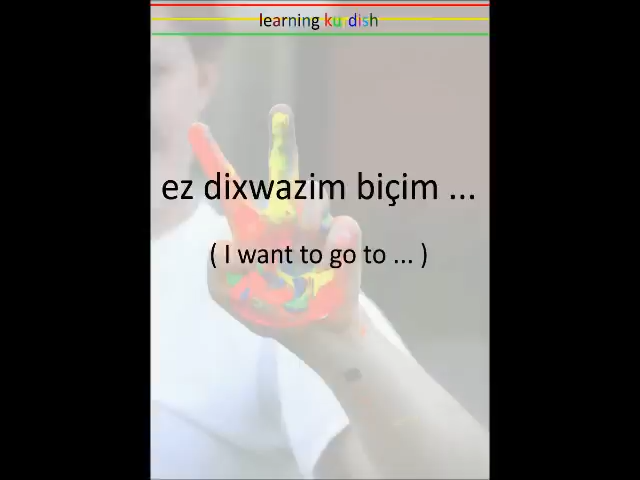 learning kurdish
ez dixwazim biçim ...
( I want to go to ... )